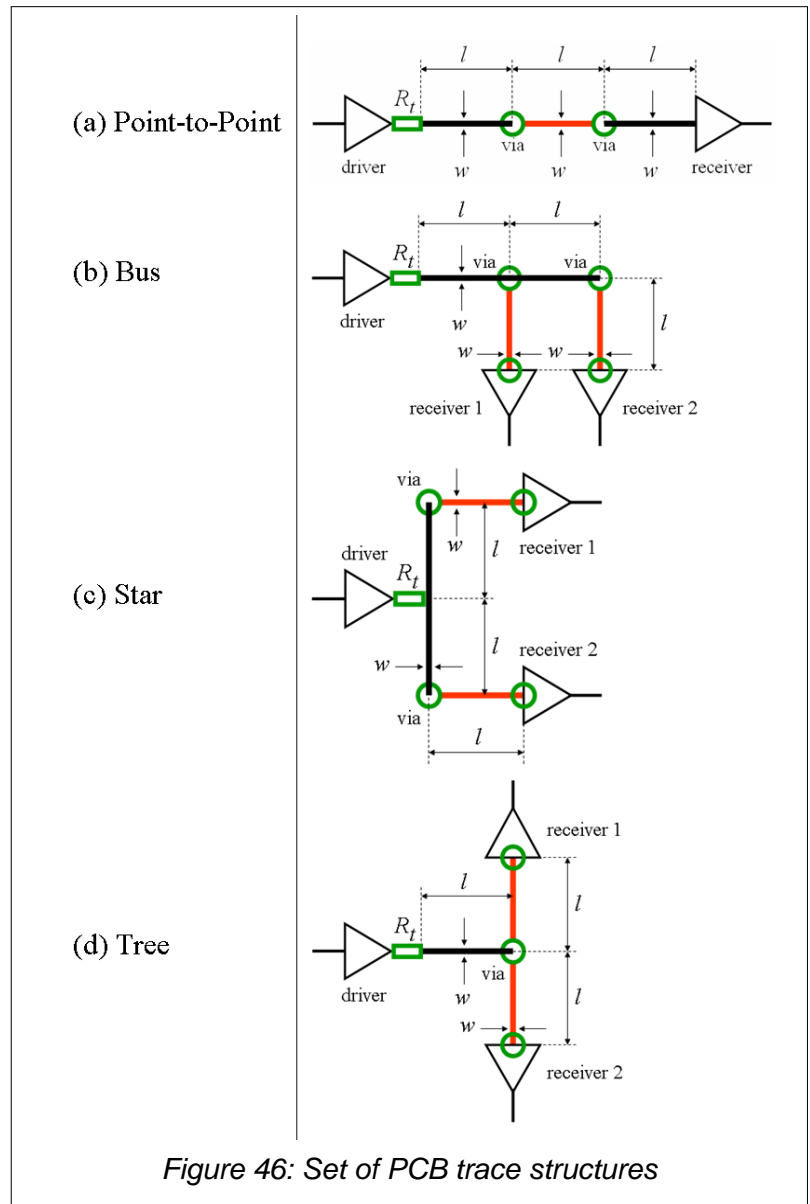 (a) Point-to-Point
l l l
R_t
driver w via w via w receiver
(b) Bus
l l
R_t via via
driver w l
w w
receiver 1 receiver 2
(c) Star
via
w l receiver 1
driver
R_t
w l receiver 2
via
l
(d) Tree
receiver 1
l l
R_t
driver w via
w l
receiver 2
Figure 46: Set of PCB trace structures